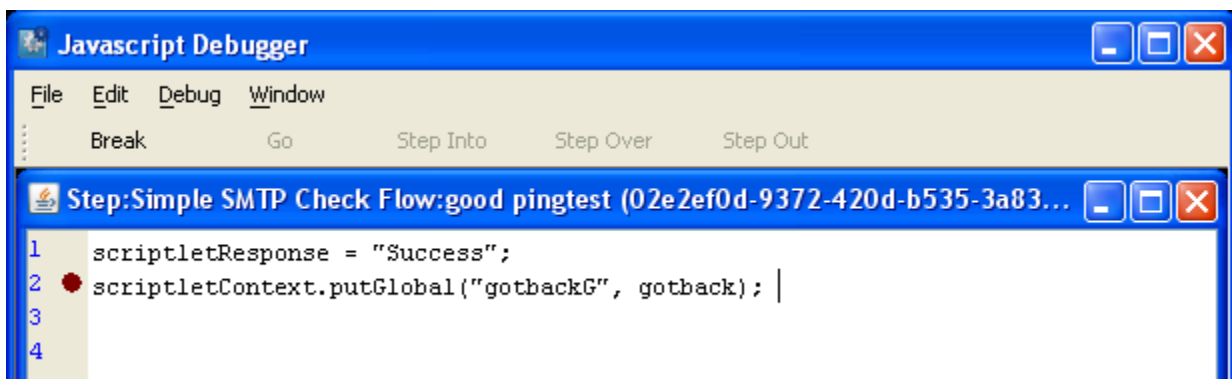 Javascript Debugger
File Edit Debug Window
Break Go Step Into Step Over Step Out
Step:Simple SMTP Check Flow:good pingtest (02e2ef0d-9372-420d-b535-3a83...
1 scriptletResponse = "Success";
2 scriptletContext.putGlobal("gotbackG", gotback);
3
4